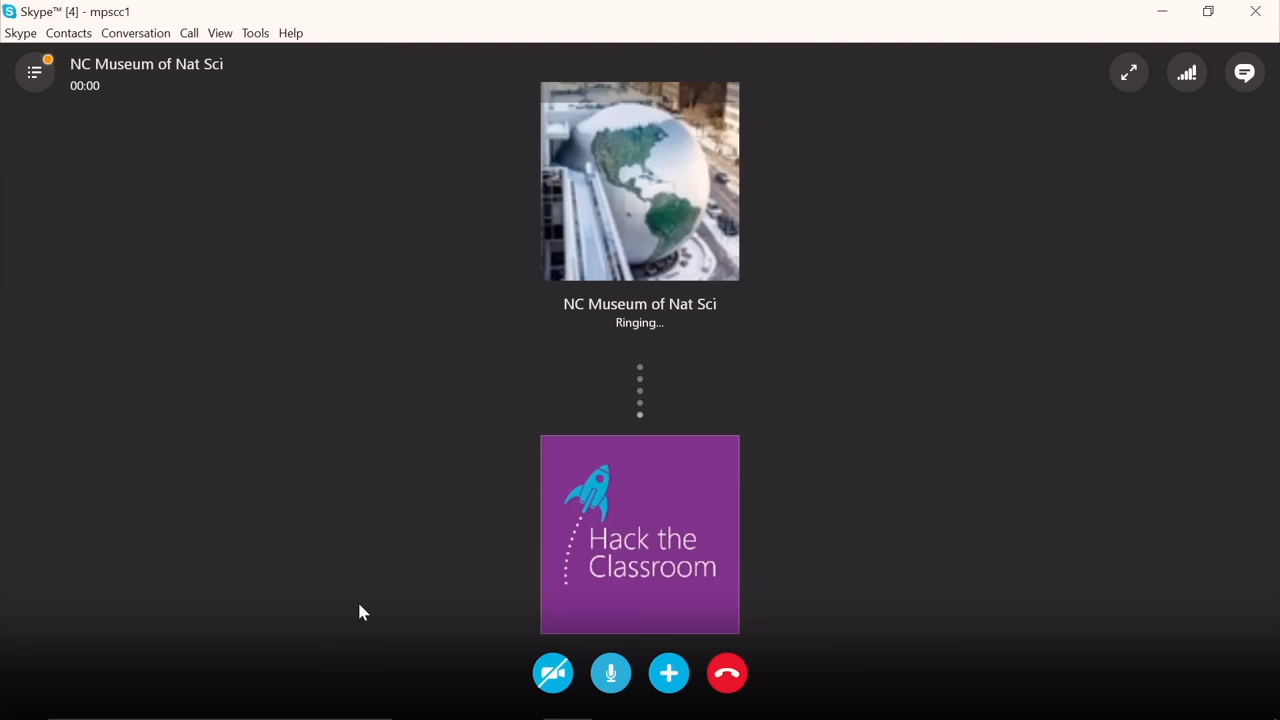 Skype™ [4] - mpscc1
Skype Contacts Conversation Call View Tools Help
NC Museum of Nat Sci
00:00
NC Museum of Nat Sci
Ringing...
Hack the
Classroom